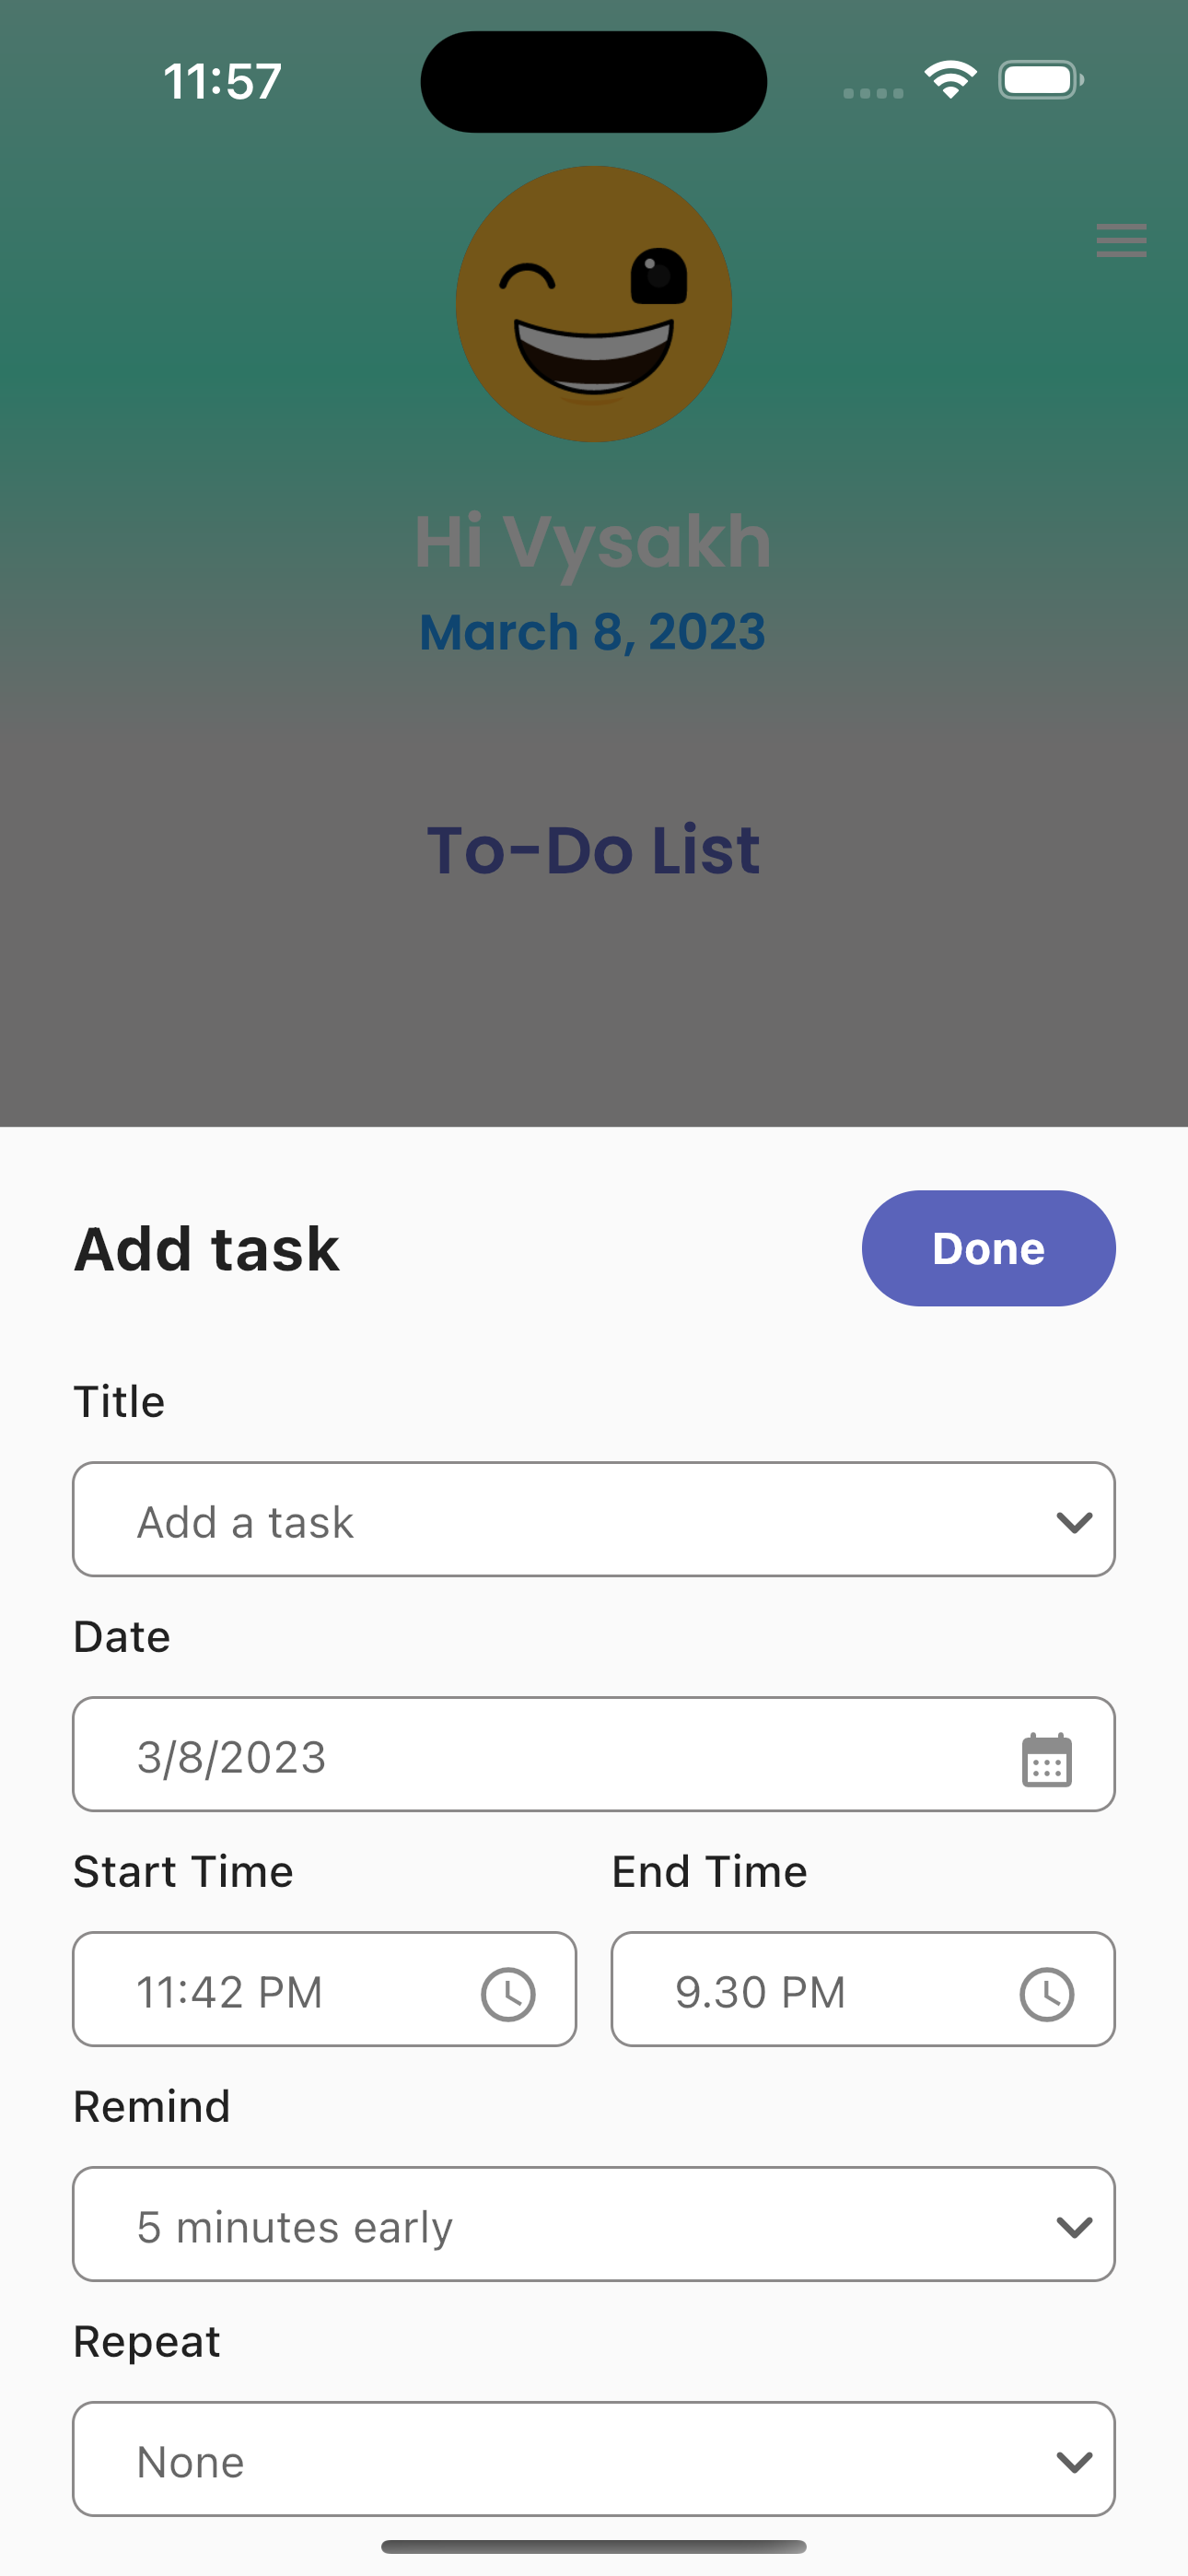 11:57
Hi Vysakh
March 8, 2023
To-Do List
Add task
Done
Title
Add a task
Date
3/8/2023
Start Time End Time
11:42 PM 9.30 PM
Remind
5 minutes early
Repeat
None